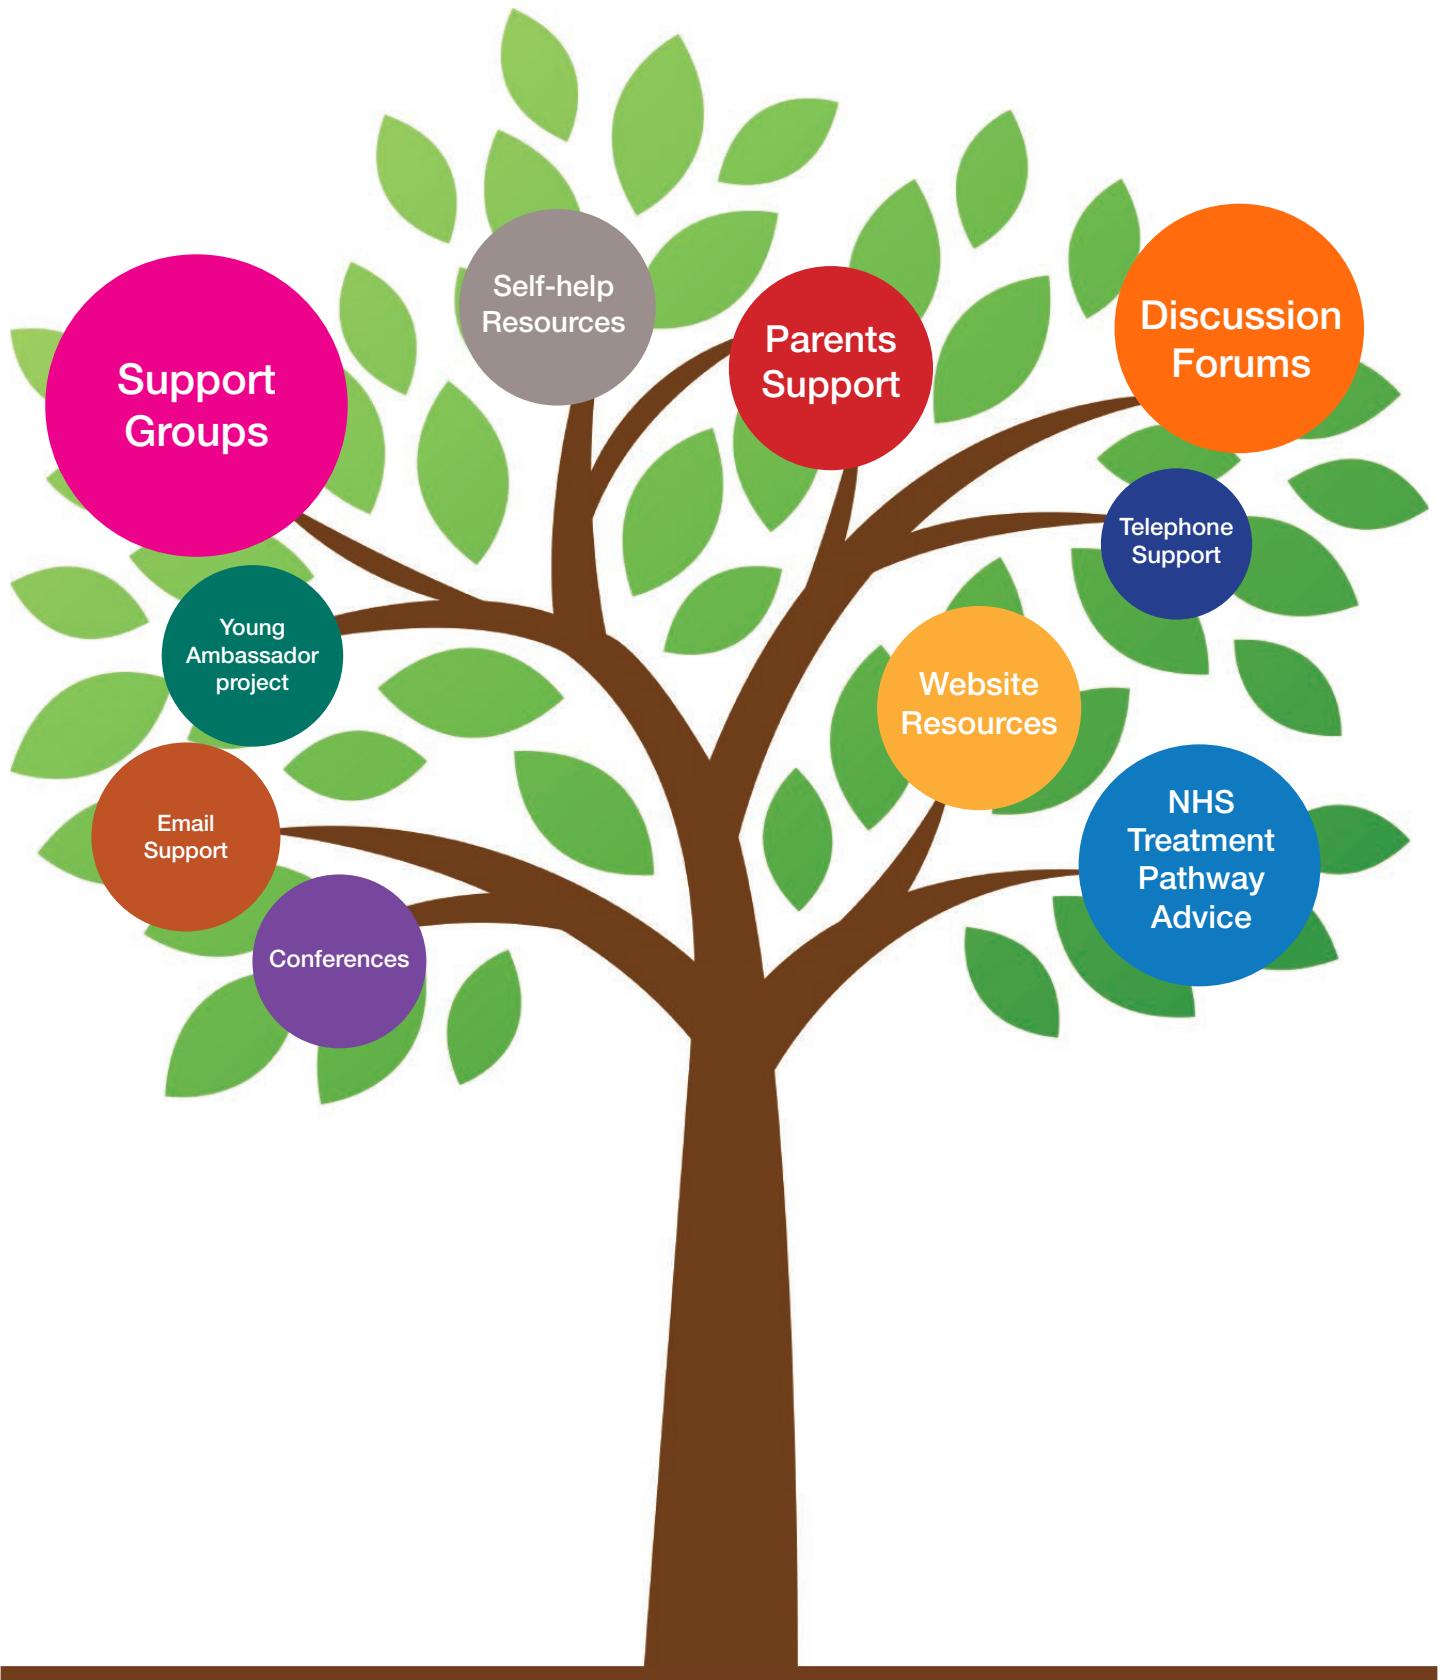 Self-help
Resources
Parents
Support
Discussion
Forums
Support
Groups
Telephone
Support
Young
Ambassador
project
Website
Resources
Email
Support
NHS
Treatment
Pathway
Advice
Conferences